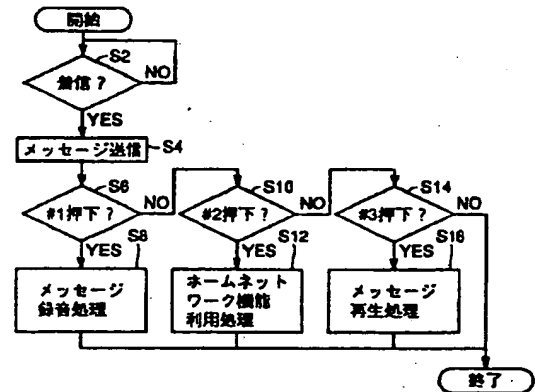 開始
S2
着信?
NO
YES
メッセージ送信
S4
S6
#1押下?
NO
YES
S10
#2押下?
NO
YES
S14
#3押下?
NO
YES
S8
メッセージ
録音処理
S12
ホームネット
ワーク機能
利用処理
S16
メッセージ
再生処理
終了